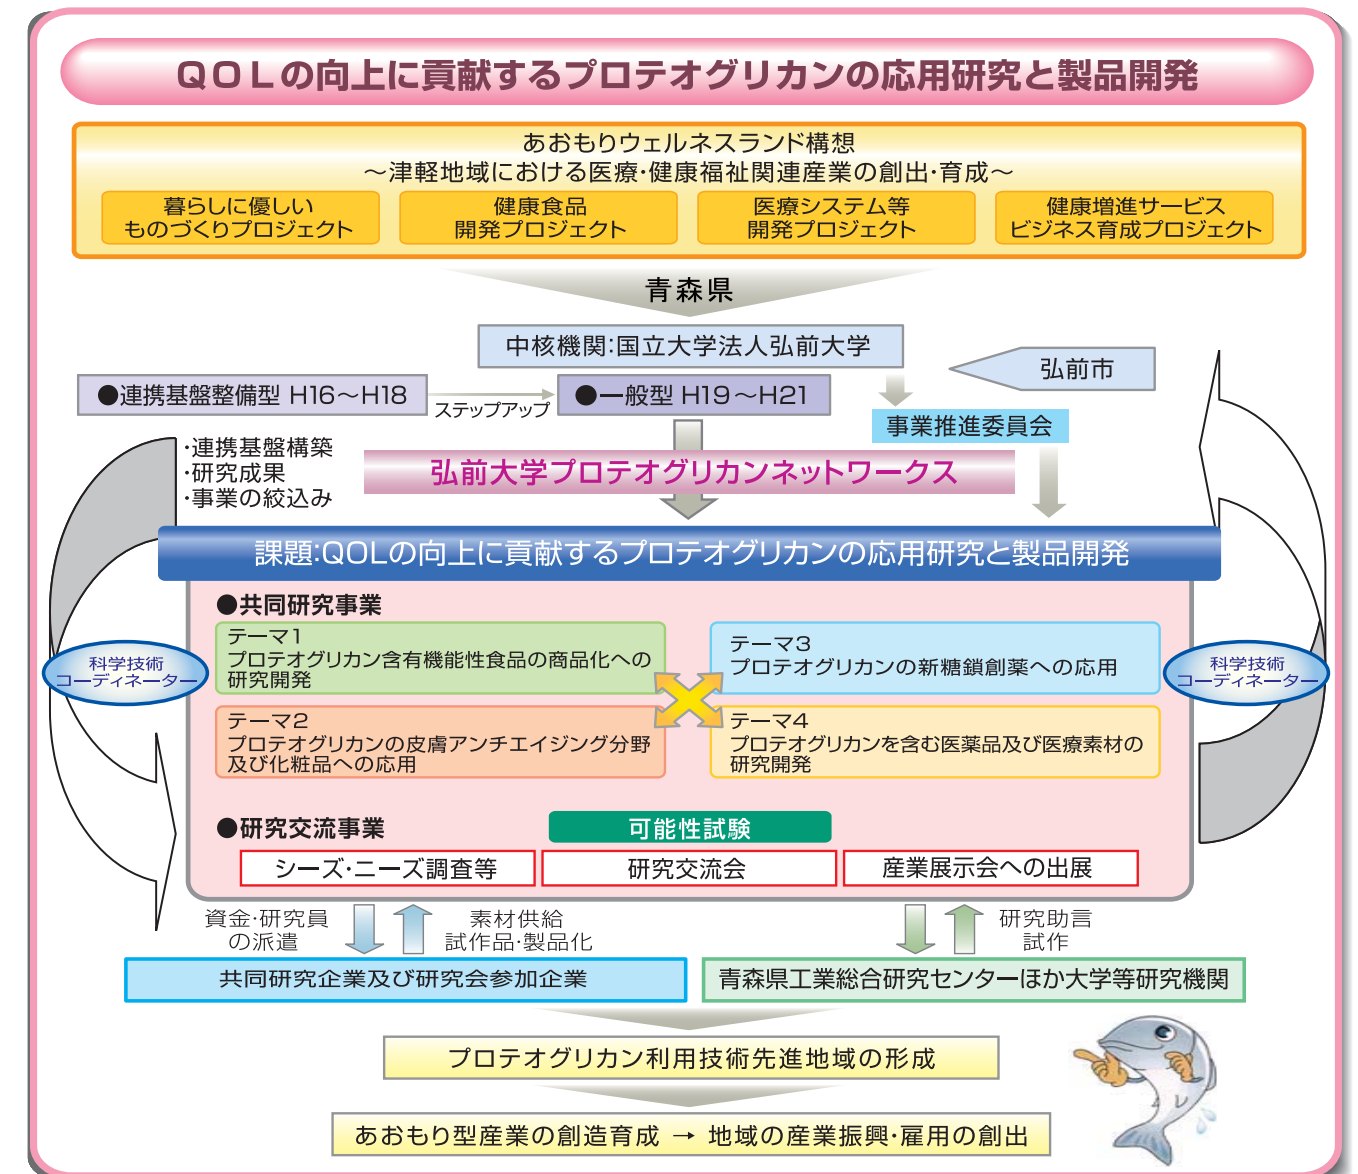 QOLの向上に貢献するプロテオグリカンの応用研究と製品開発
あおもりウェルネスランド構想
～津軽地域における医療・健康福祉関連産業の創出・育成～
暮らしに優しい
ものづくりプロジェクト
健康食品
開発プロジェクト
医療システム等
開発プロジェクト
健康増進サービス
ビジネス育成プロジェクト
青森県
中核機関：国立大学法人弘前大学
弘前市
●連携基盤整備型 H16～H18
ステップアップ
●一般型 H19～H21
事業推進委員会
・連携基盤構築
・研究成果
・事業の絞込み
弘前大学プロテオグリカンネットワークス
課題：QOLの向上に貢献するプロテオグリカンの応用研究と製品開発
●共同研究事業
テーマ1
プロテオグリカン含有機能性食品の商品化への
研究開発
テーマ3
プロテオグリカンの新糖鎖創薬への応用
科学技術
コーディネーター
科学技術
コーディネーター
テーマ2
プロテオグリカンの皮膚アンチエイジング分野
及び化粧品への応用
テーマ4
プロテオグリカンを含む医薬品及び医療素材の
研究開発
●研究交流事業
可能性試験
シーズ・ニーズ調査等
研究交流会
産業展示会への出展
資金・研究員
の派遣
素材供給
試作品・製品化
研究助言
試作
共同研究企業及び研究会参加企業
青森県工業総合研究センターほか大学等研究機関
プロテオグリカン利用技術先進地域の形成
あおもり型産業の創造育成 → 地域の産業振興・雇用の創出